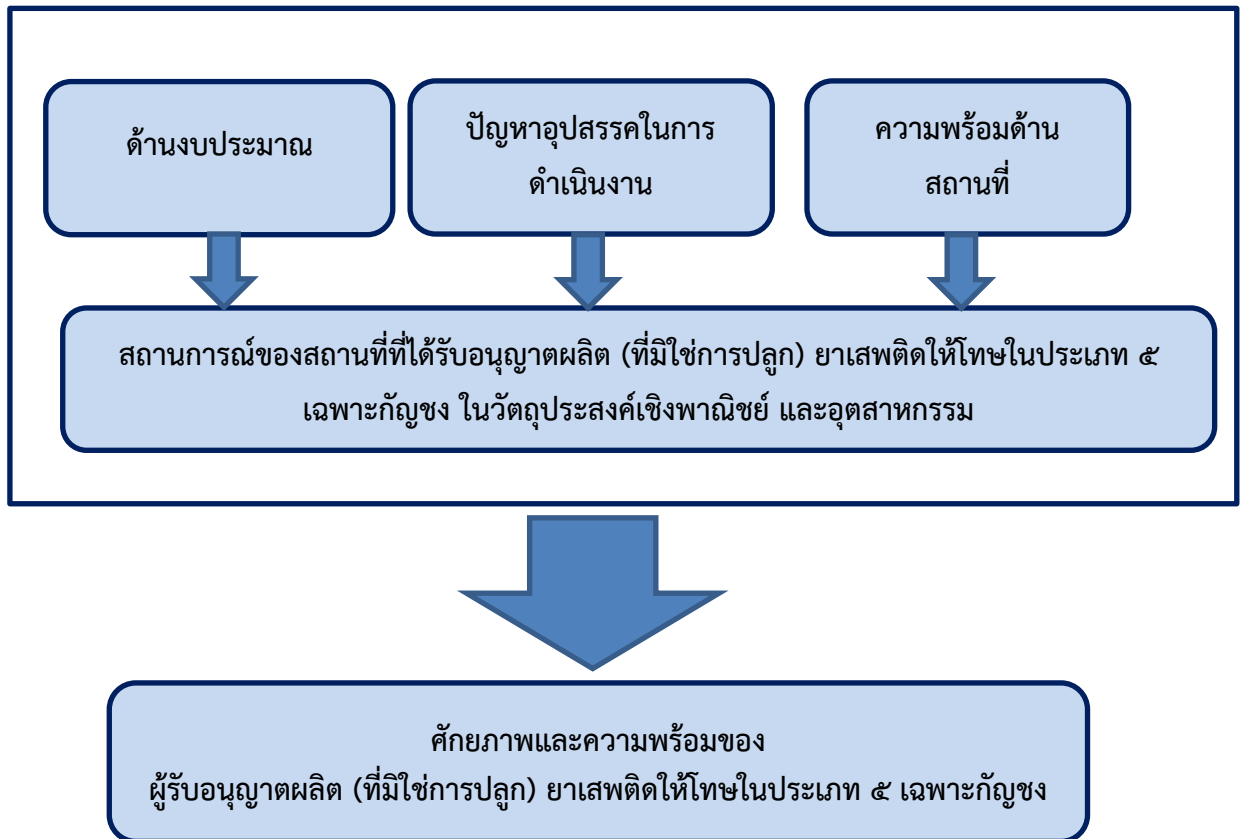 ด้านงบประมาณ
ปัญหาอุปสรรคในการ
ดำเนินงาน
ความพร้อมด้าน
สถานที่
สถานการณ์ของสถานที่ที่ได้รับอนุญาตผลิต (ที่มิใช่การปลูก) ยาเสพติดให้โทษในประเภท ๕
เฉพาะกัญชง ในวัตถุประสงค์เชิงพาณิชย์ และอุตสาหกรรม
ศักยภาพและความพร้อมของ
ผู้รับอนุญาตผลิต (ที่มิใช่การปลูก) ยาเสพติดให้โทษในประเภท ๕ เฉพาะกัญชง